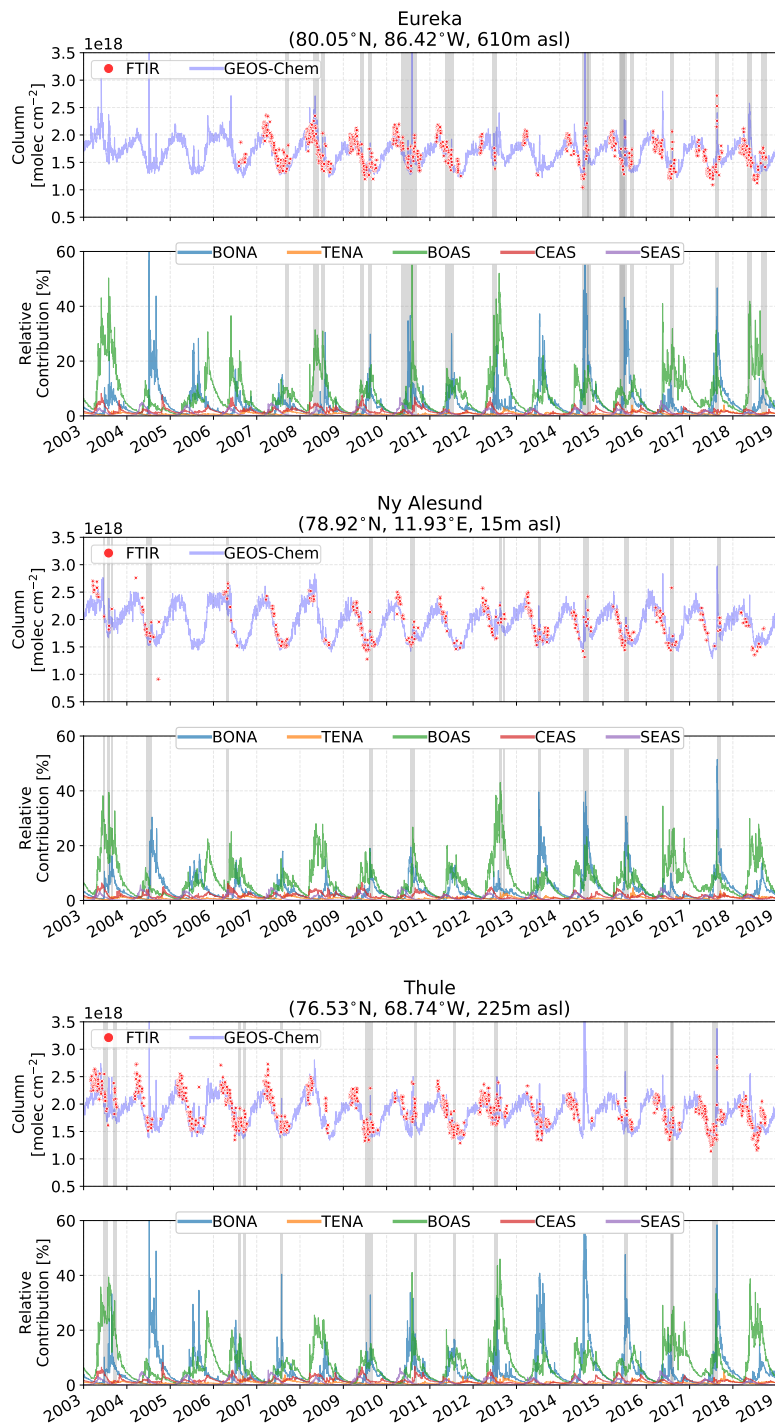 Eureka
(80.05°N, 86.42°W, 610m asl)
1e18
FTIR GEOS-Chem
Column
[molec cm⁻²]
3.5
3.0
2.5
2.0
1.5
1.0
0.5
BONA TENA BOAS CEAS SEAS
Relative
Contribution [%]
60
40
20
0
2003 2004 2005 2006 2007 2008 2009 2010 2011 2012 2013 2014 2015 2016 2017 2018 2019
Ny Alesund
(78.92°N, 11.93°E, 15m asl)
1e18
FTIR GEOS-Chem
Column
[molec cm⁻²]
3.5
3.0
2.5
2.0
1.5
1.0
0.5
BONA TENA BOAS CEAS SEAS
Relative
Contribution [%]
60
40
20
0
2003 2004 2005 2006 2007 2008 2009 2010 2011 2012 2013 2014 2015 2016 2017 2018 2019
Thule
(76.53°N, 68.74°W, 225m asl)
1e18
FTIR GEOS-Chem
Column
[molec cm⁻²]
3.5
3.0
2.5
2.0
1.5
1.0
0.5
BONA TENA BOAS CEAS SEAS
Relative
Contribution [%]
60
40
20
0
2003 2004 2005 2006 2007 2008 2009 2010 2011 2012 2013 2014 2015 2016 2017 2018 2019